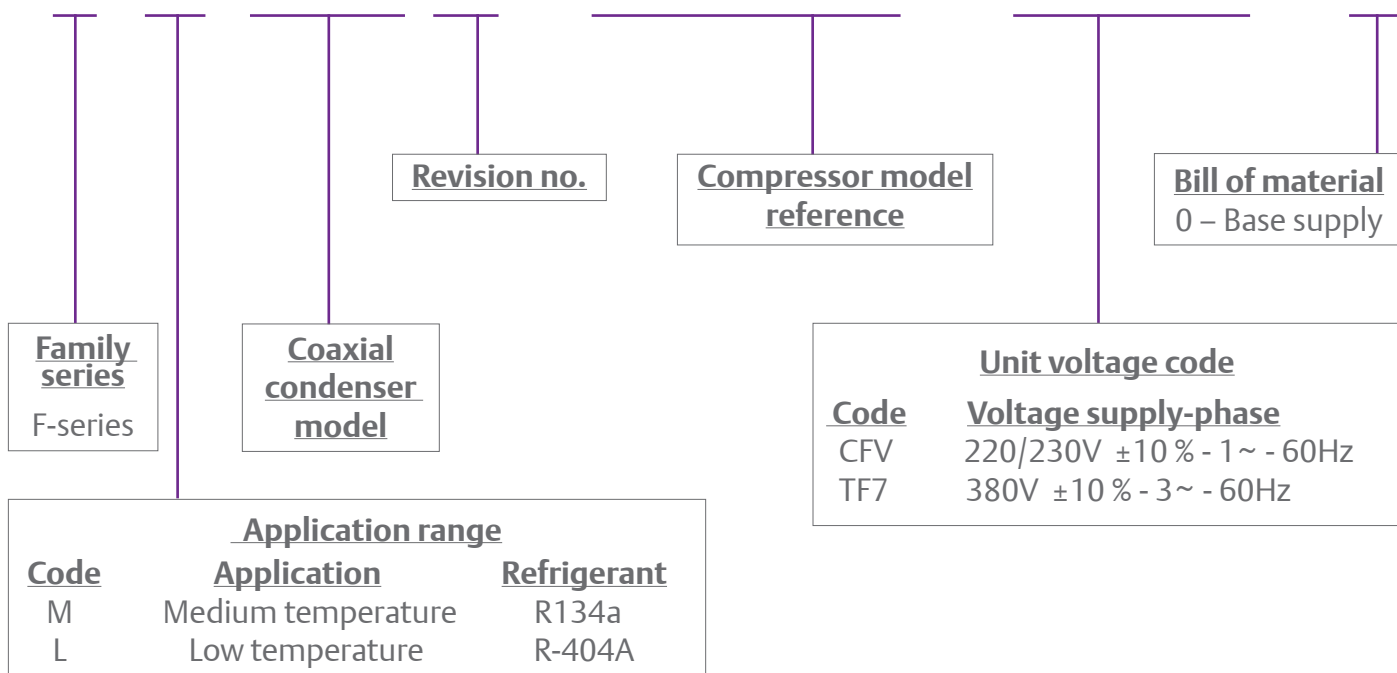 Revision no.
Compressor model
reference
Bill of material
0 – Base supply
Family
series
F-series
Coaxial
condenser
model
Unit voltage code
Code Voltage supply-phase
CFV 220/230V ±10 % - 1~ - 60Hz
TF7 380V ±10 % - 3~ - 60Hz
Application range
Code Application Refrigerant
M Medium temperature R134a
L Low temperature R-404A